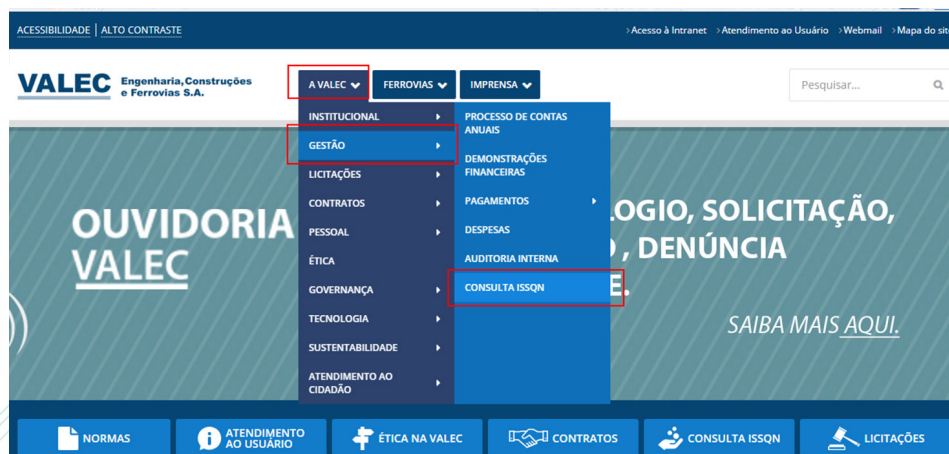 ACESSIBILIDADE | ALTO CONTRASTE
Acesso à Intranet Atendimento ao Usuário Webmail Mapa do site
VALEC Engenharia, Construções
e Ferrovias S.A.
A VALEC
FERROVIAS
IMPRENSA
Pesquisar...
INSTITUCIONAL
GESTÃO
LICITAÇÕES
CONTRATOS
PESSOAL
ÉTICA
GOVERNANÇA
TECNOLOGIA
SUSTENTABILIDADE
ATENDIMENTO AO
CIDADÃO
PROCESSO DE CONTAS
ANUAIS
DEMONSTRAÇÕES
FINANCEIRAS
PAGAMENTOS
DESPESAS
AUDITORIA INTERNA
CONSULTA ISSQN
OUVIDORIA
VALEC
OGIO, SOLICITAÇÃO,
, DENÚNCIA
E.
SAIBA MAIS AQUI.
NORMAS
ATENDIMENTO
AO USUÁRIO
ÉTICA NA VALEC
CONTRATOS
CONSULTA ISSQN
LICITAÇÕES